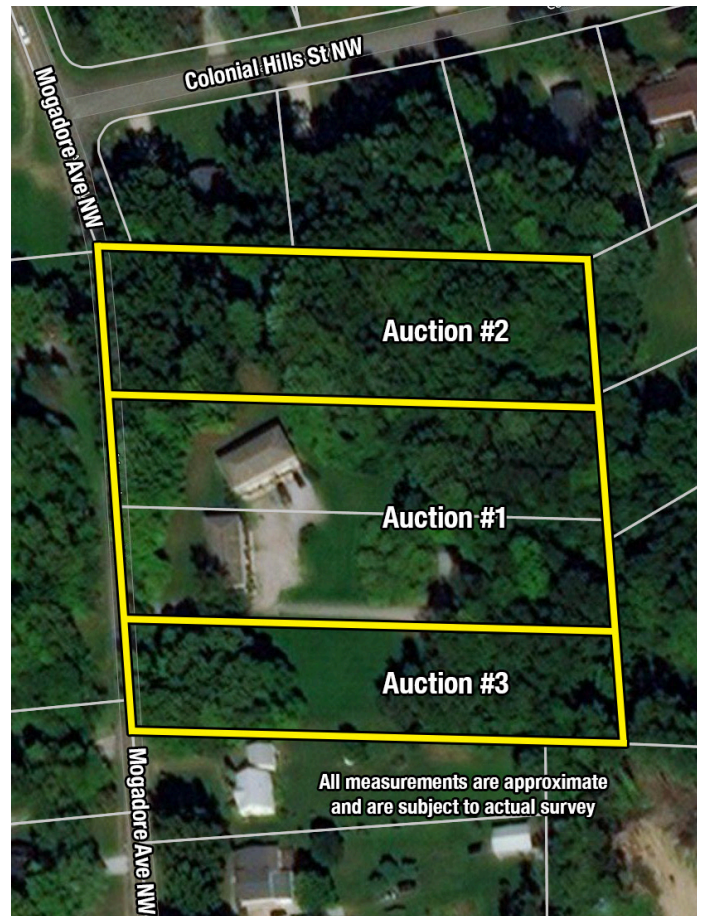 Colonial Hills St NW
Mogadore Ave NW
Auction #2
Auction #1
Auction #3
All measurements are approximate
and are subject to actual survey
Mogadore Ave NW